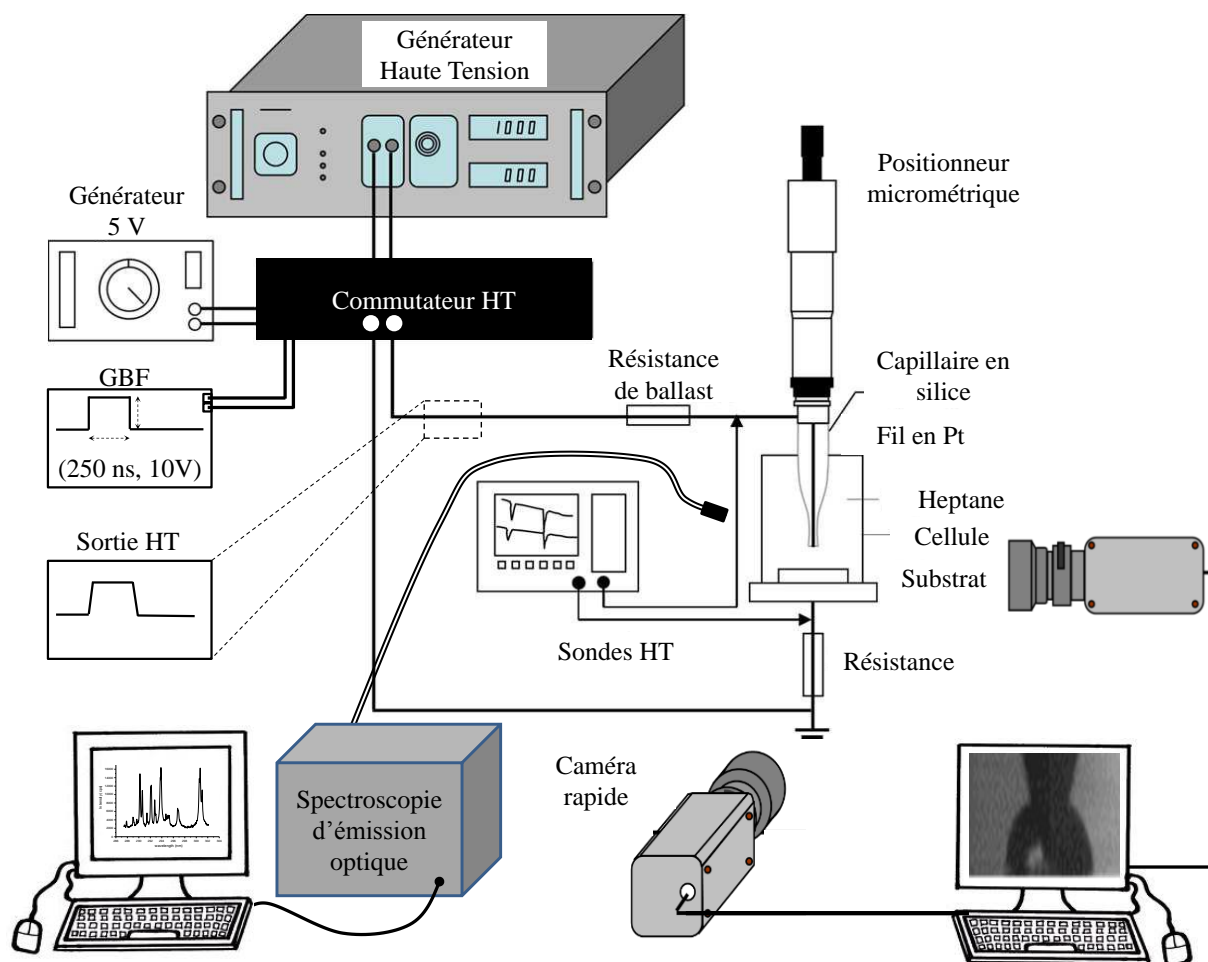 Générateur
Haute Tension
1000
000
Positionneur
micrométrique
Générateur
5 V
Commutateur HT
GBF
(250 ns, 10V)
Résistance
de ballast
Capillaire en
silice
Fil en Pt
Heptane
Cellule
Substrat
Sortie HT
Sondes HT
Résistance
Spectroscopie
d’émission
optique
Caméra
rapide